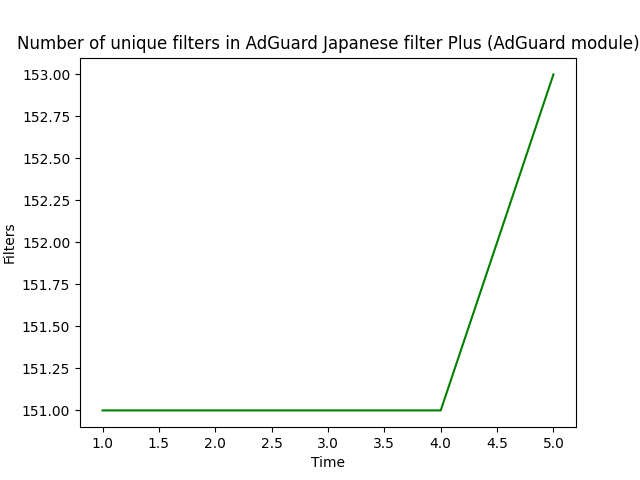 Number of unique filters in AdGuard Japanese filter Plus (AdGuard module)
153.00
152.75
152.50
152.25
152.00
151.75
151.50
151.25
151.00
Filters
1.0 1.5 2.0 2.5 3.0 3.5 4.0 4.5 5.0
Time